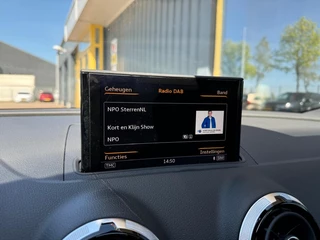 Geheugen Radio DAB Band
NPO SterrenNL
Kort en Klijn Show
NPO
Functies 14:50 Instellingen